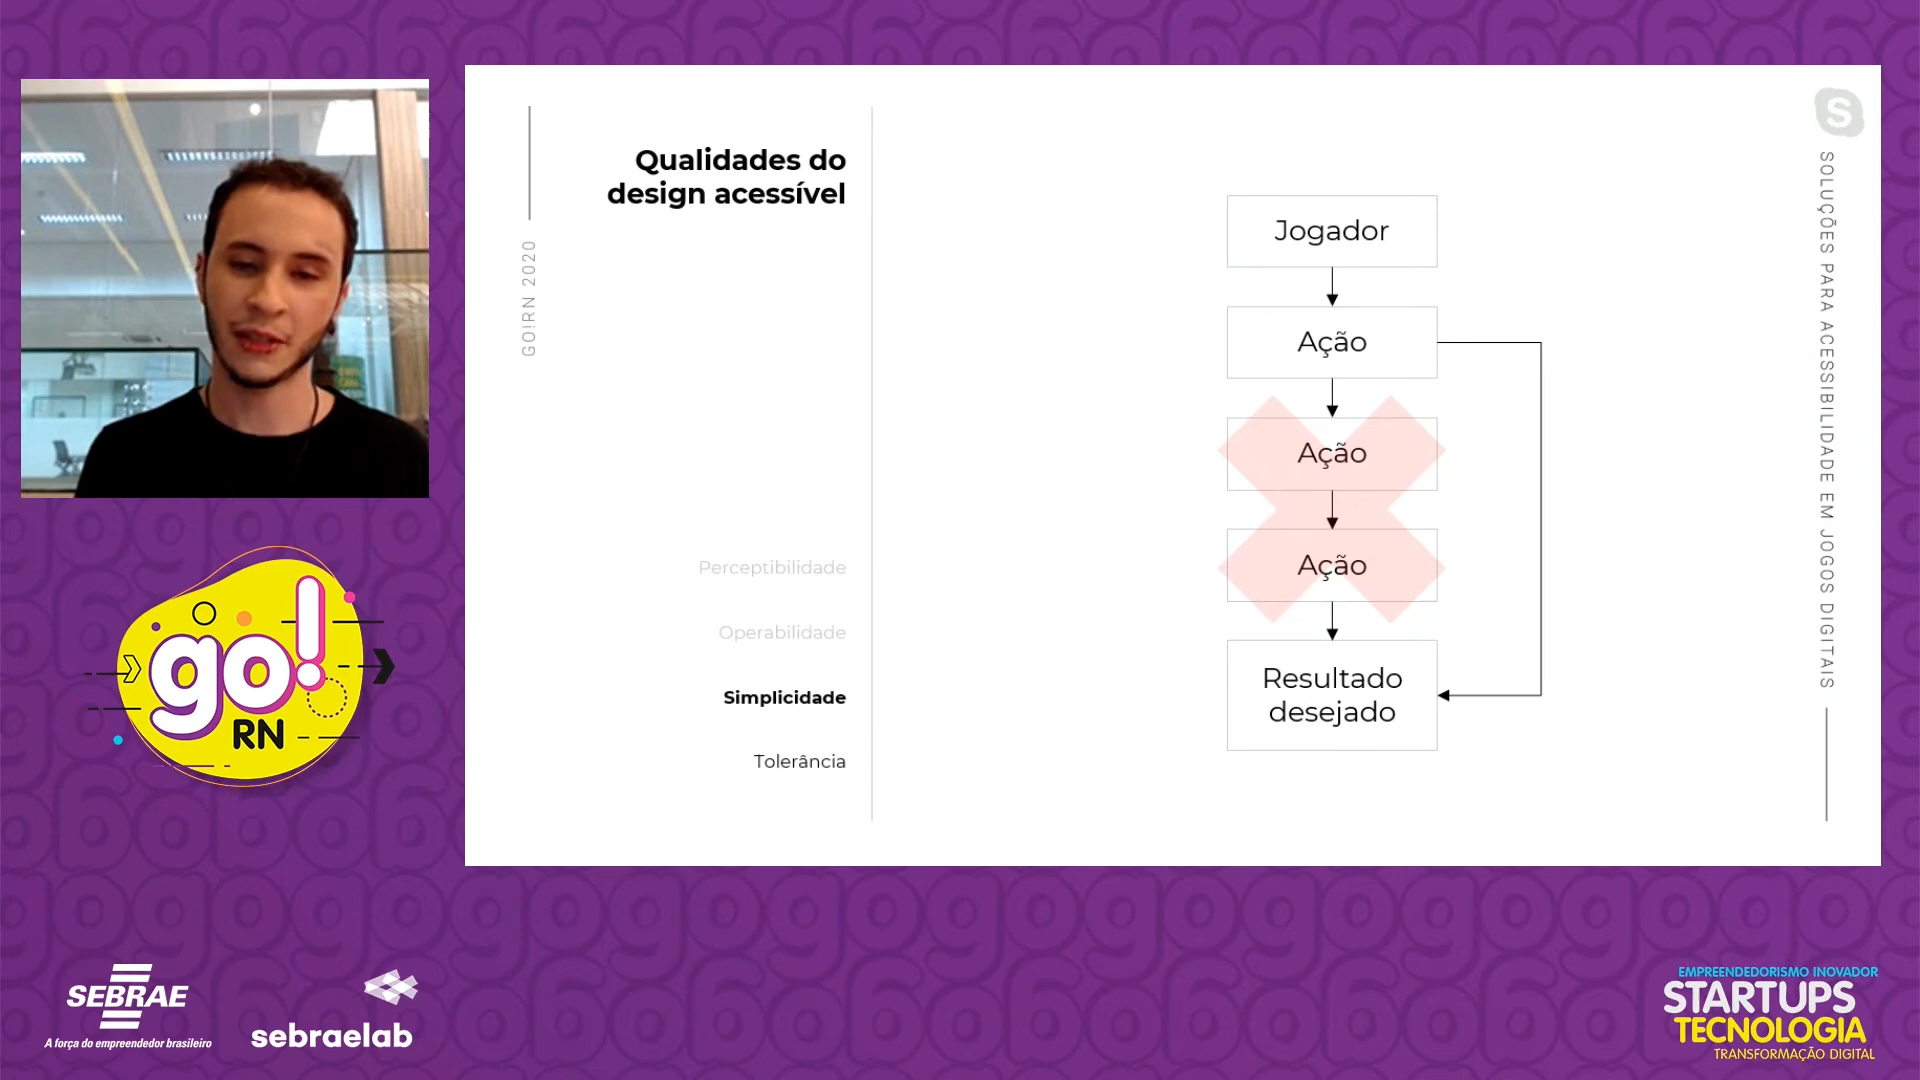 Qualidades do
design acessível
GO!RN 2020
Perceptibilidade
Operabilidade
Simplicidade
Tolerância
Jogador
Ação
Ação
Ação
Resultado
desejado
S
SOLUÇÕES PARA ACESSIBILIDADE EM JOGOS DIGITAIS
go!
RN
SEBRAE
A força do empreendedor brasileiro
sebraelab
EMPREENDEDORISMO INOVADOR
STARTUPS
TECNOLOGIA
TRANSFORMAÇÃO DIGITAL